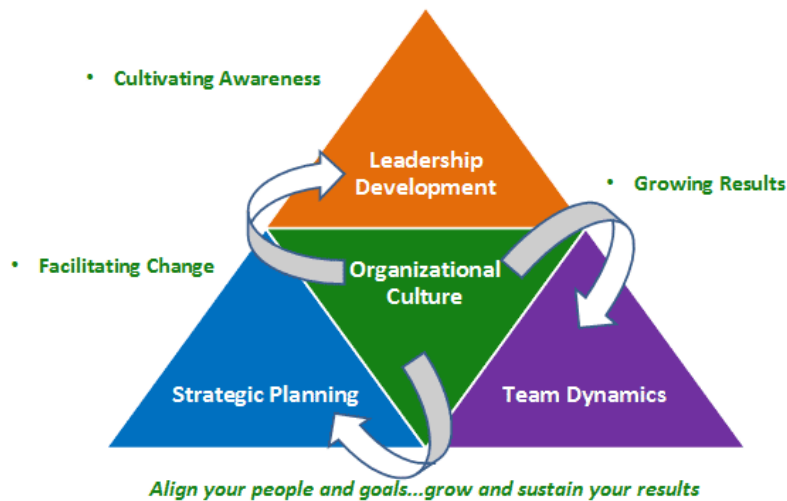 • Cultivating Awareness
Leadership
Development
• Growing Results
• Facilitating Change
Organizational
Culture
Strategic Planning
Team Dynamics
Align your people and goals...grow and sustain your results